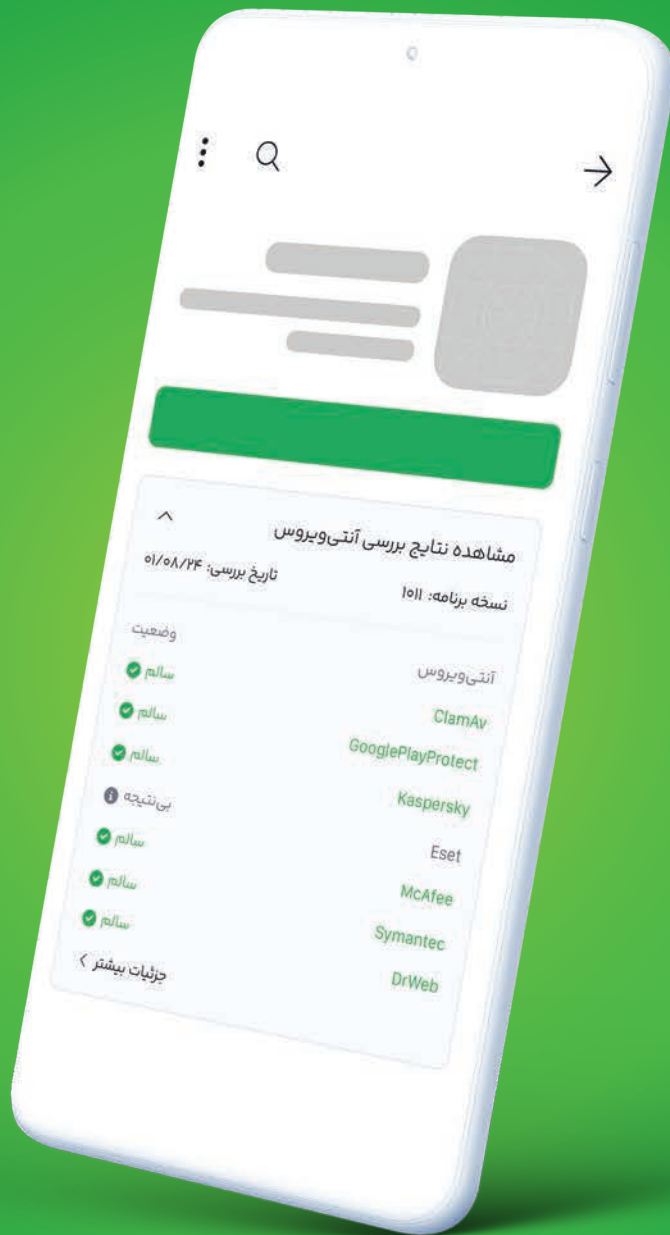 مشاهده نتایج بررسی آنتی‌ویروس
نسخه برنامه: ۱۰۱۱ تاریخ بررسی: ۰۱/۰۸/۲۴
آنتی‌ویروس وضعیت
ClamAv سالم
GooglePlayProtect سالم
Kaspersky سالم
Eset بی‌نتیجه
McAfee سالم
Symantec سالم
DrWeb سالم
جزئیات بیشتر